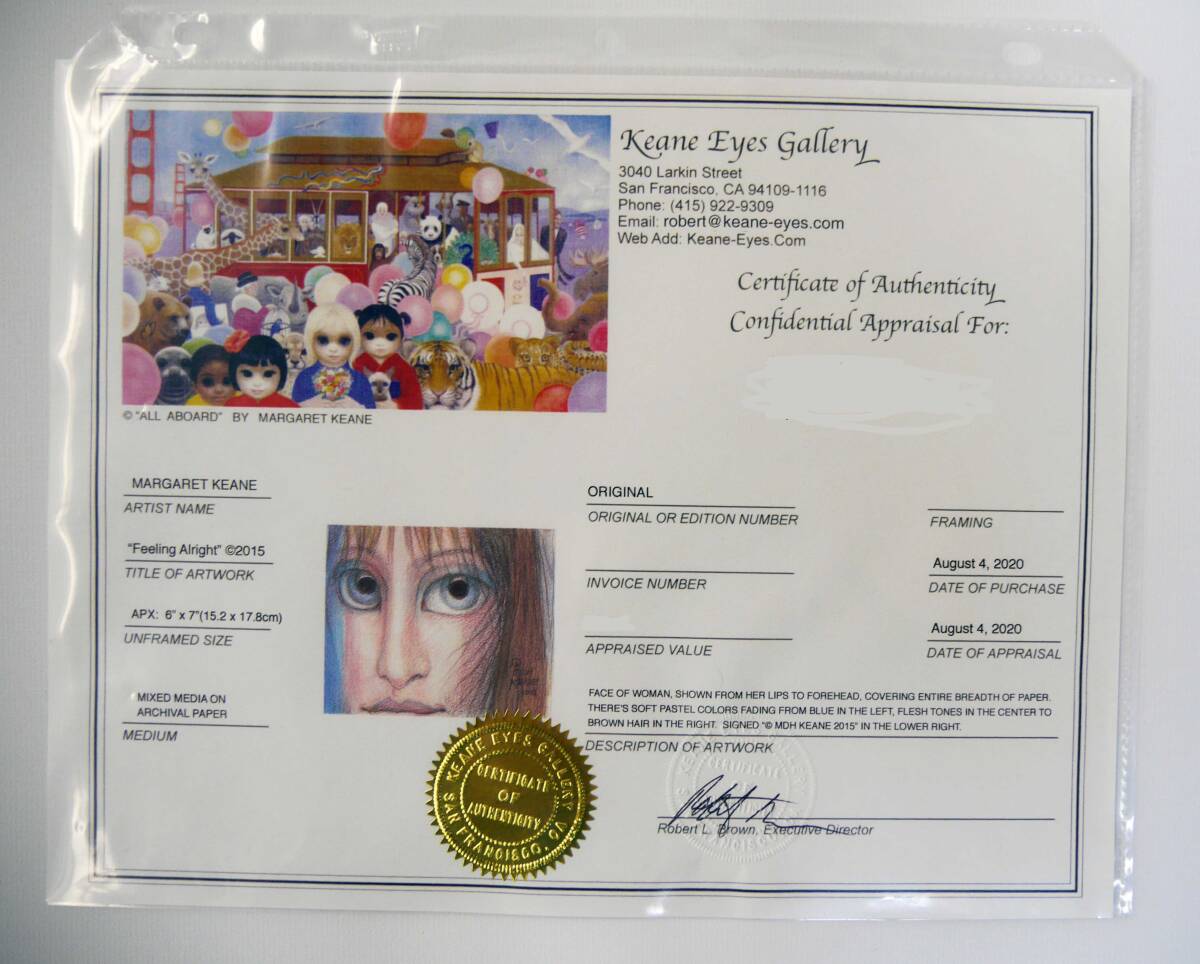 Keane Eyes Gallery
3040 Larkin Street
San Francisco, CA 94109-1116
Phone: (415) 922-9309
Email: robert@keane-eyes.com
Web Add: Keane-Eyes.Com
Certificate of Authenticity
Confidential Appraisal For:
© "ALL ABOARD" BY MARGARET KEANE
MARGARET KEANE
ARTIST NAME
"Feeling Alright" ©2015
TITLE OF ARTWORK
APX: 6" x 7"(15.2 x 17.8cm)
UNFRAMED SIZE
MIXED MEDIA ON
ARCHIVAL PAPER
MEDIUM
ORIGINAL
ORIGINAL OR EDITION NUMBER
FRAMING
INVOICE NUMBER
August 4, 2020
DATE OF PURCHASE
APPRAISED VALUE
August 4, 2020
DATE OF APPRAISAL
FACE OF WOMAN, SHOWN FROM HER LIPS TO FOREHEAD, COVERING ENTIRE BREADTH OF PAPER.
THERE'S SOFT PASTEL COLORS FADING FROM BLUE IN THE LEFT, FLESH TONES IN THE CENTER TO
BROWN HAIR IN THE RIGHT. SIGNED "© MDH KEANE 2015" IN THE LOWER RIGHT.
DESCRIPTION OF ARTWORK
KEANE EYES GALLERY
CERTIFICATE
OF
AUTHENTICITY
SAN FRANCISCO,
Robert L. Brown, Executive Director